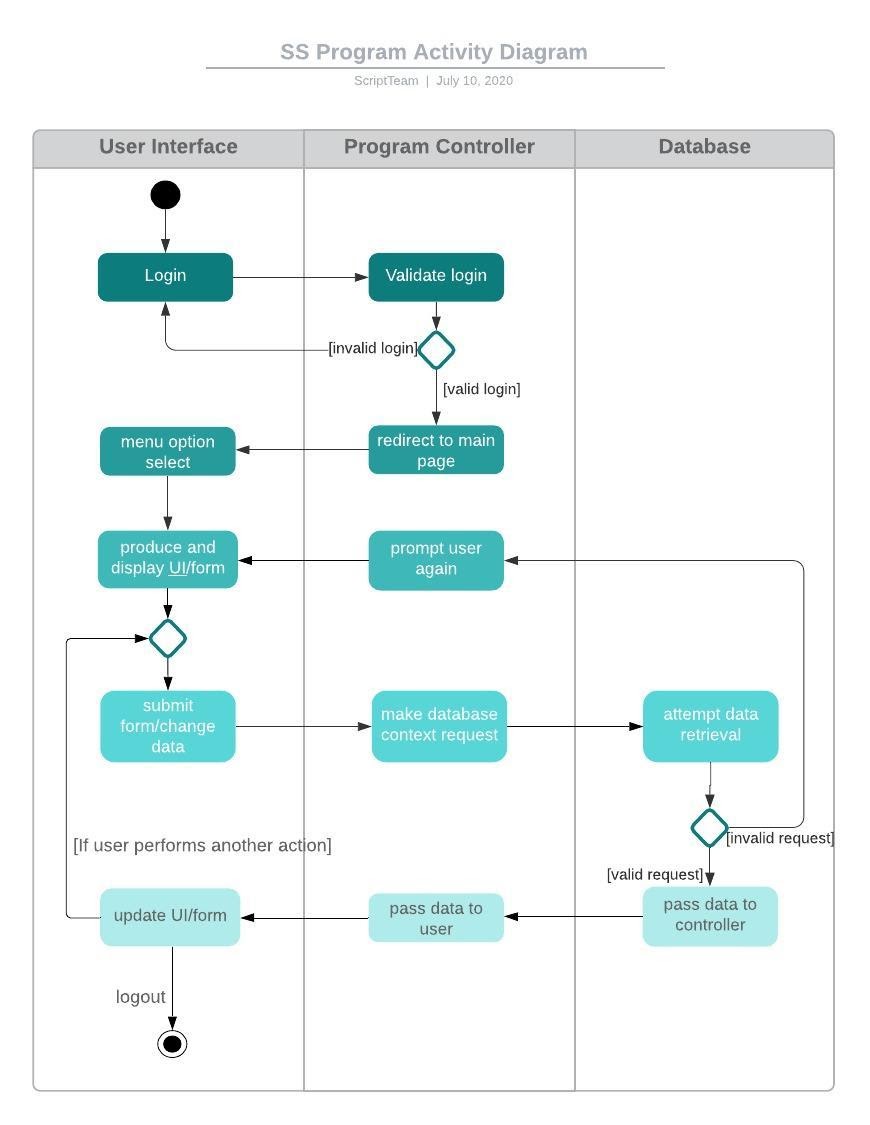 SS Program Activity Diagram
ScriptTeam | July 10, 2020
User Interface
Program Controller
Database
Login
Validate login
[invalid login]
[valid login]
menu option
select
redirect to main
page
produce and
display UI/form
prompt user
again
submit
form/change
data
make database
context request
attempt data
retrieval
[invalid request]
[If user performs another action]
[valid request]
update UI/form
pass data to
user
pass data to
controller
logout